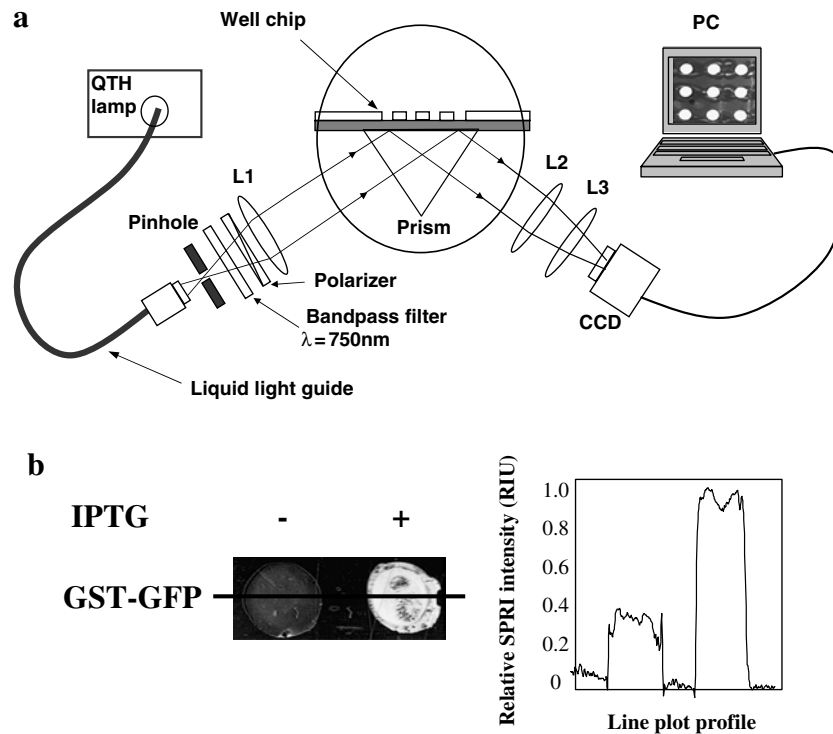 a
Well chip
PC
QTH
lamp
L1
L2
L3
Pinhole
Prism
Polarizer
Bandpass filter
λ = 750nm
CCD
Liquid light guide
b
IPTG - +
GST-GFP
Relative SPRI intensity (RIU)
1.0
0.8
0.6
0.4
0.2
0
Line plot profile